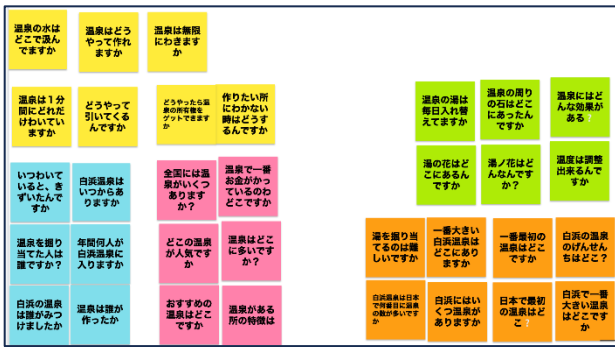 温泉の水は
どこで汲ん
でますか
温泉はどう
やって作れ
ますか
温泉は無限
にわきます
か
温泉は１分
間にどれだ
けわいてい
ますか
どうやって
引いてくる
んですか
どうやったら温
泉の所有権を
ゲットできます
か
作りたい所
にわかない
時はどうす
るんですか
いつわいて
いると、き
ずいたんで
すか
白浜温泉は
いつからあ
りますか
温泉を掘り
当てた人は
誰ですか？
年間何人が
白浜温泉に
入りますか
白浜の温泉
は誰がみつ
けましたか
温泉は誰が
作ったか
全国には温
泉がいくつ
あります
か？
温泉で一番
お金がかっ
ているのわ
どこですか
どこの温泉
が人気です
か
温泉はどこ
に多いです
か？
おすすめの
温泉はどこ
ですか
温泉がある
所の特徴は
温泉の湯は
毎日入れ替
えてますか
温泉の周り
の石はどこ
にあったん
ですか
温泉にはど
んな効果が
ある？
湯の花はど
こにあるん
ですか
湯ノ花はど
んなんです
か？
温度は調整
出来るんで
すか
湯を掘り当
てるのは難
しいですか
一番大きい
白浜温泉は
どこにあり
ますか
一番最初の
温泉はどこ
ですか
白浜の温泉
のげんせん
ちはどこ？
白浜温泉は日本
で何番目に温泉
の数が多いです
か
白浜にはい
くつ温泉が
ありますか
日本で最初
の温泉はど
こ？
白浜で一番
大きい温泉
はどこです
か